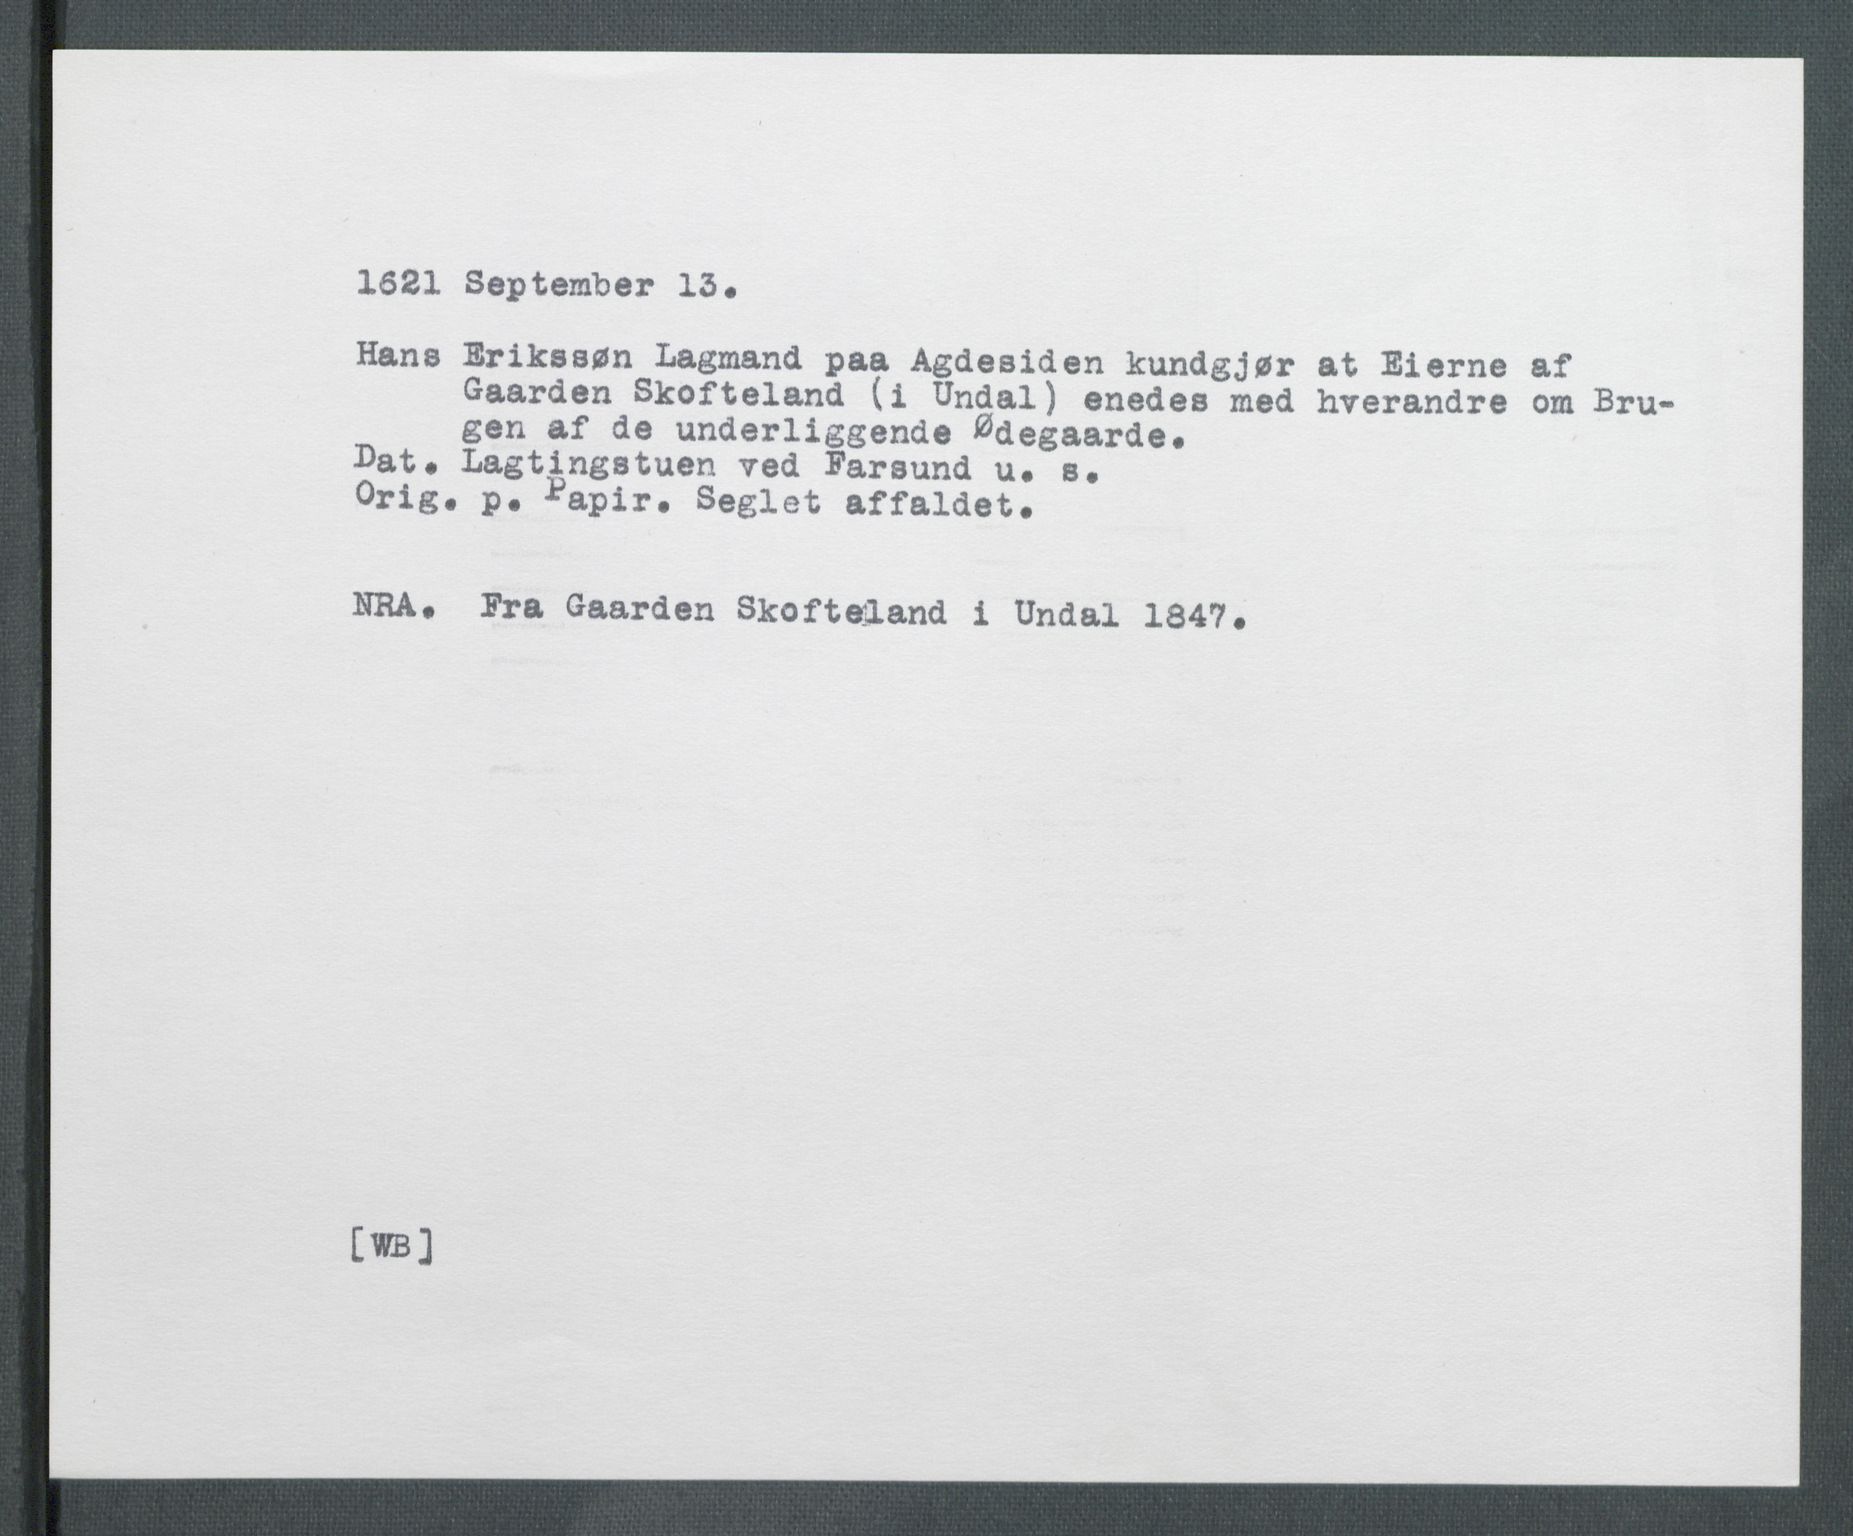 1621 September 13.
Hans Erikssøn Lagmand paa Agdesiden kundgjør at Eierne af
Gaarden Skofteland (i Undal) enedes med hverandre om Bru-
gen af de underliggende Ødegaarde.
Dat. Lagtingstuen ved Farsund u. s.
Orig. p. Papir. Seglet affaldet.
NRA. Fra Gaarden Skofteland i Undal 1847.
[WB]